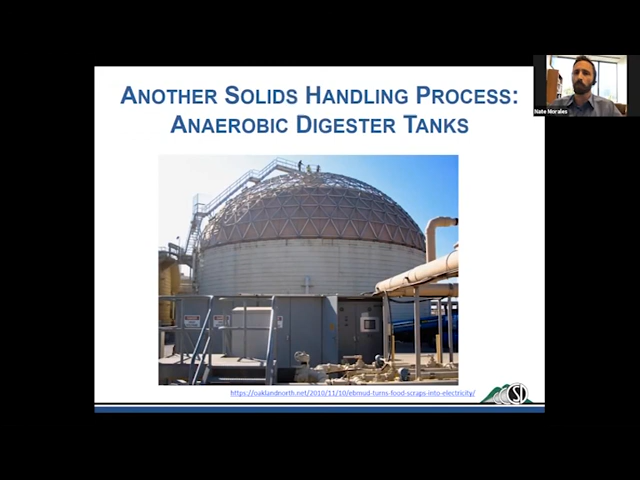 ANOTHER SOLIDS HANDLING PROCESS:
ANAEROBIC DIGESTER TANKS
Nate Morales
https://oaklandnorth.net/2010/11/10/ebmud-turns-food-scraps-into-electricity/